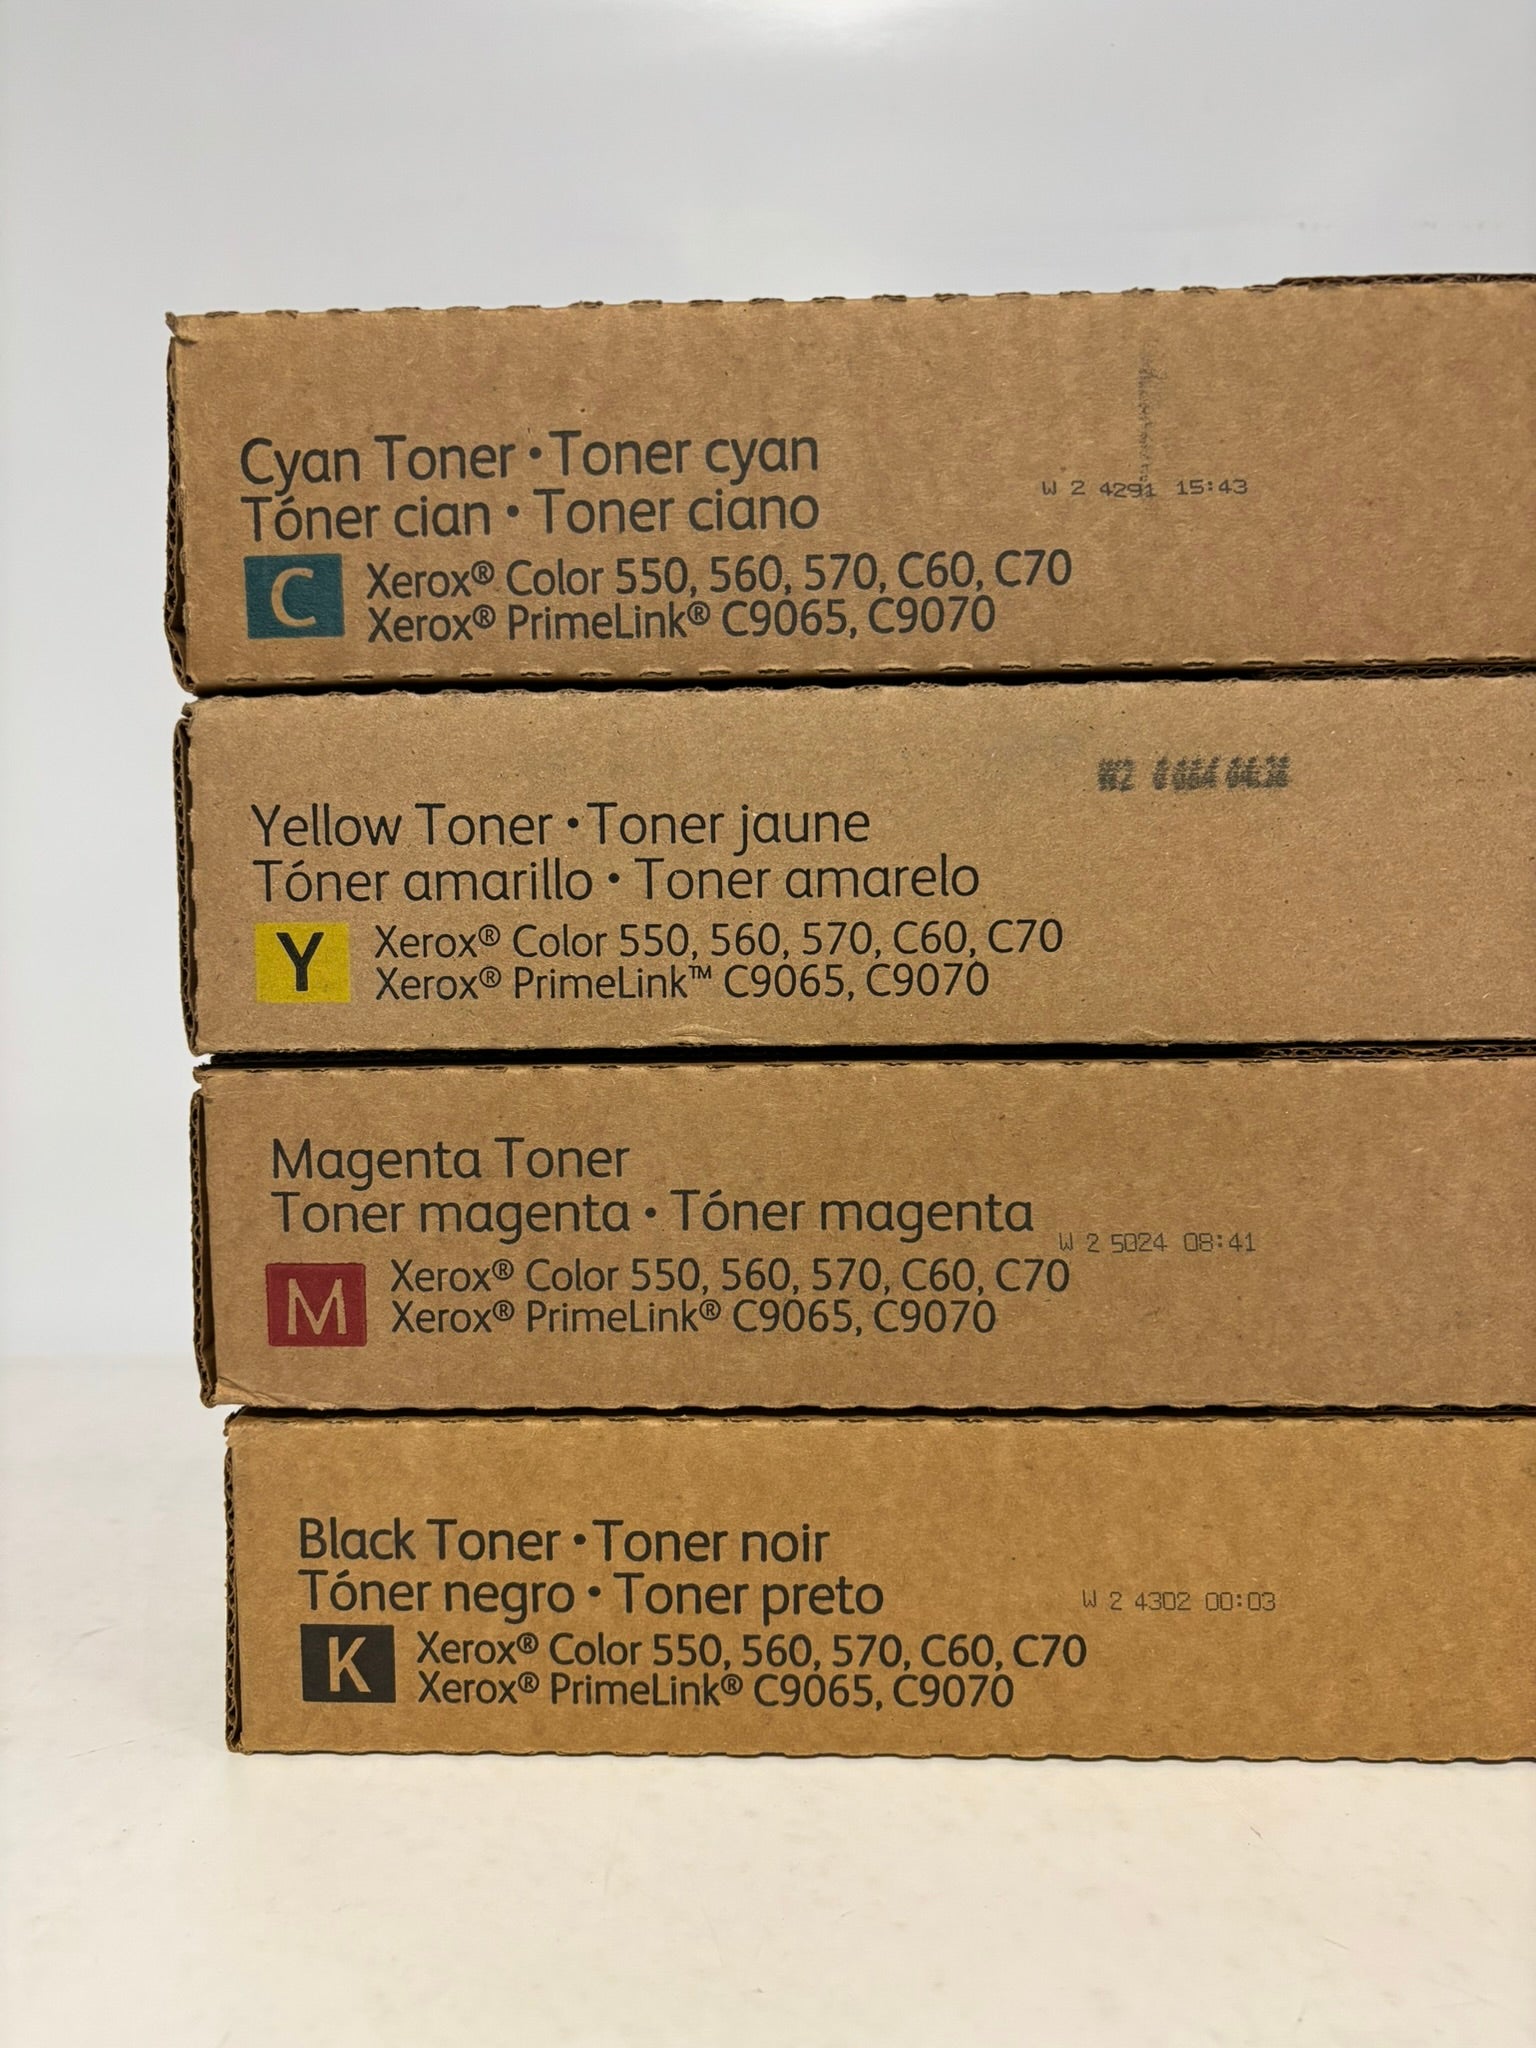 Cyan Toner • Toner cyan
Tóner cian • Toner ciano
W 2 4291 15:43
C
Xerox® Color 550, 560, 570, C60, C70
Xerox® PrimeLink® C9065, C9070
W2
Yellow Toner • Toner jaune
Tóner amarillo • Toner amarelo
Y
Xerox® Color 550, 560, 570, C60, C70
Xerox® PrimeLink™ C9065, C9070
Magenta Toner
Toner magenta • Tóner magenta
W 2 5024 08:41
M
Xerox® Color 550, 560, 570, C60, C70
Xerox® PrimeLink® C9065, C9070
Black Toner • Toner noir
Tóner negro • Toner preto
W 2 4302 00:03
K
Xerox® Color 550, 560, 570, C60, C70
Xerox® PrimeLink® C9065, C9070